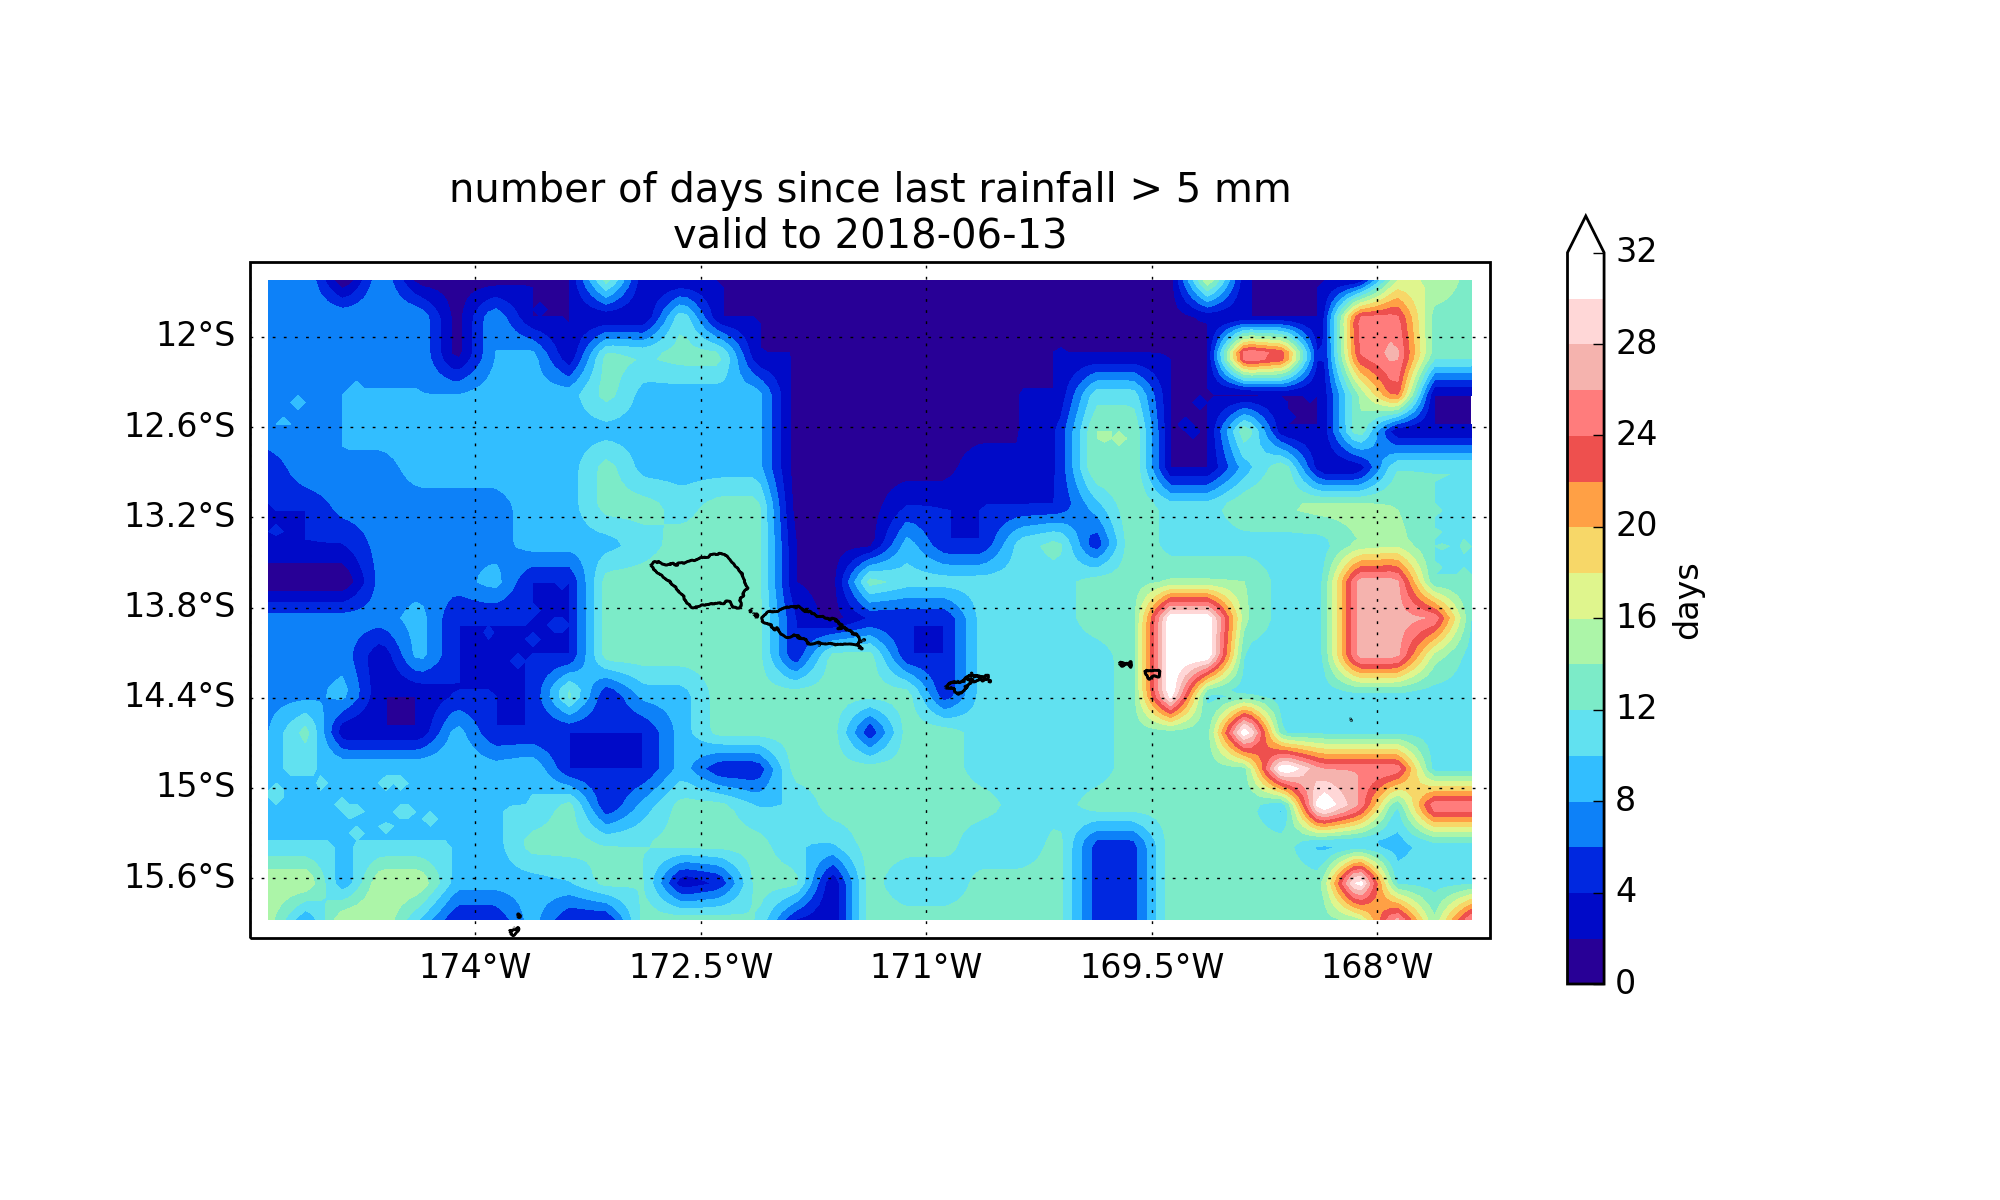 number of days since last rainfall > 5 mm
valid to 2018-06-13
12°S
12.6°S
13.2°S
13.8°S
14.4°S
15°S
15.6°S
174°W
172.5°W
171°W
169.5°W
168°W
32
28
24
20
16
12
8
4
0
days